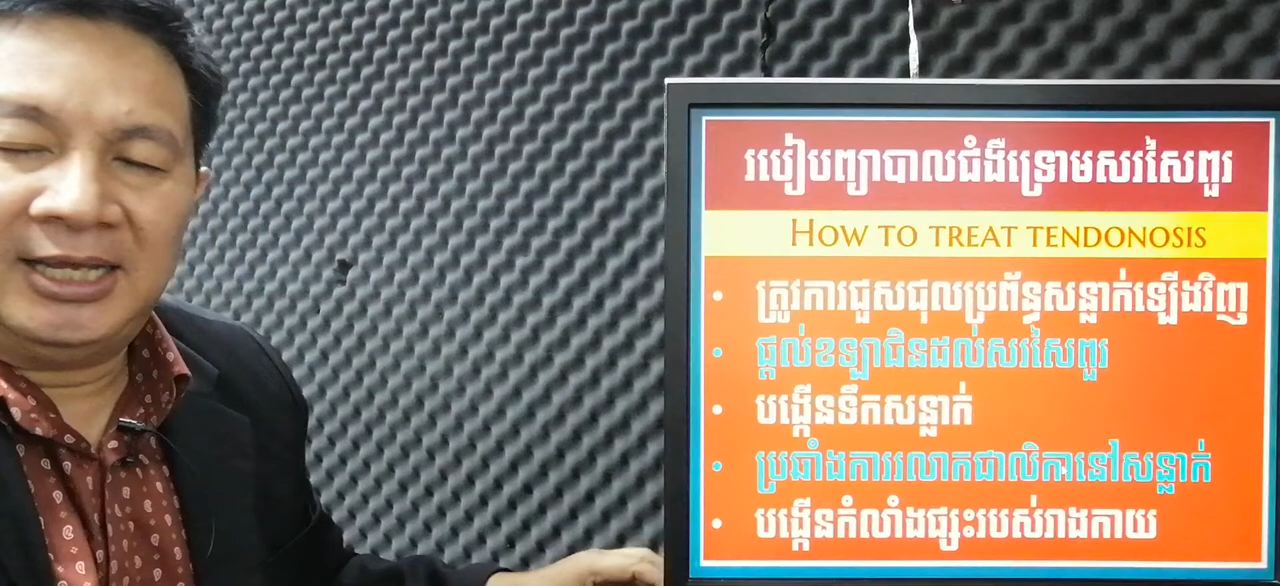 របៀបព្យាបាលជំងឺទ្រោមសរសៃពួរ
HOW TO TREAT TENDONOSIS
• ត្រូវការជួសជុលប្រព័ន្ធសន្លាក់ឡើងវិញ
• ផ្តល់ខឡាជិនដល់សរសៃពួរ
• បង្កើនទឹកសន្លាក់
• ប្រឆាំងការរលាកជាលិកានៅសន្លាក់
• បង្កើនកំលាំងផ្សះរបស់រាងកាយ